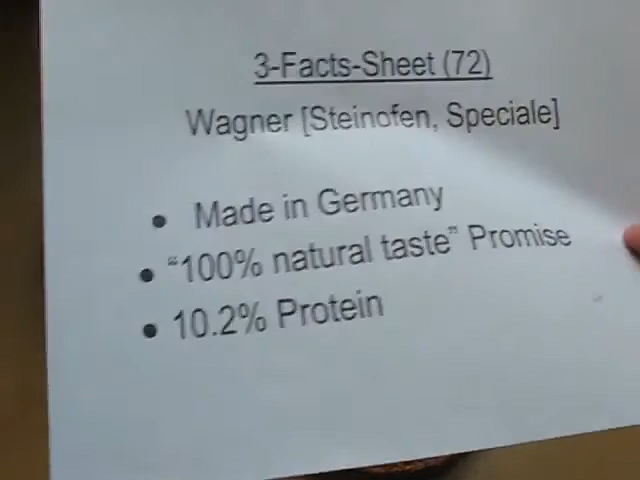 3-Facts-Sheet (72)
Wagner [Steinofen, Speciale]
• Made in Germany
• “100% natural taste” Promise
• 10.2% Protein